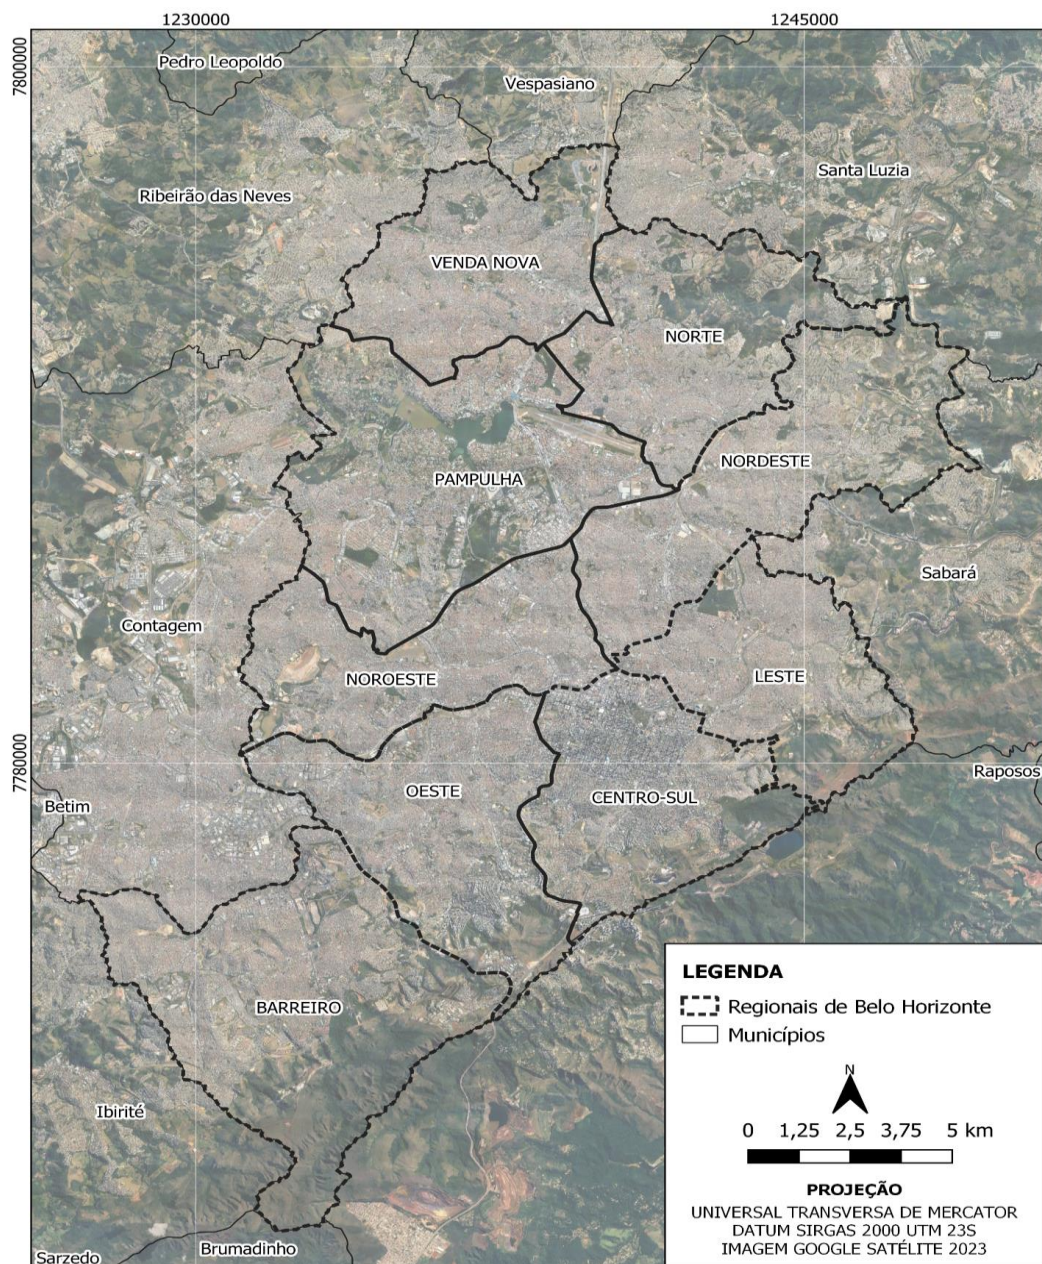 1230000
1245000
7800000
Pedro Leopoldo
Vespasiano
Santa Luzia
Ribeirão das Neves
VENDA NOVA
NORTE
NORDESTE
PAMPULHA
Sabará
Contagem
LESTE
NOROESTE
7780000
Raposos
OESTE
CENTRO-SUL
Betim
LEGENDA
Regionais de Belo Horizonte
Municípios
BARREIRO
N
Ibirité
0 1,25 2,5 3,75 5 km
PROJEÇÃO
UNIVERSAL TRANSVERSA DE MERCATOR
DATUM SIRGAS 2000 UTM 23S
IMAGEM GOOGLE SATÉLITE 2023
Brumadinho
Sarzedo